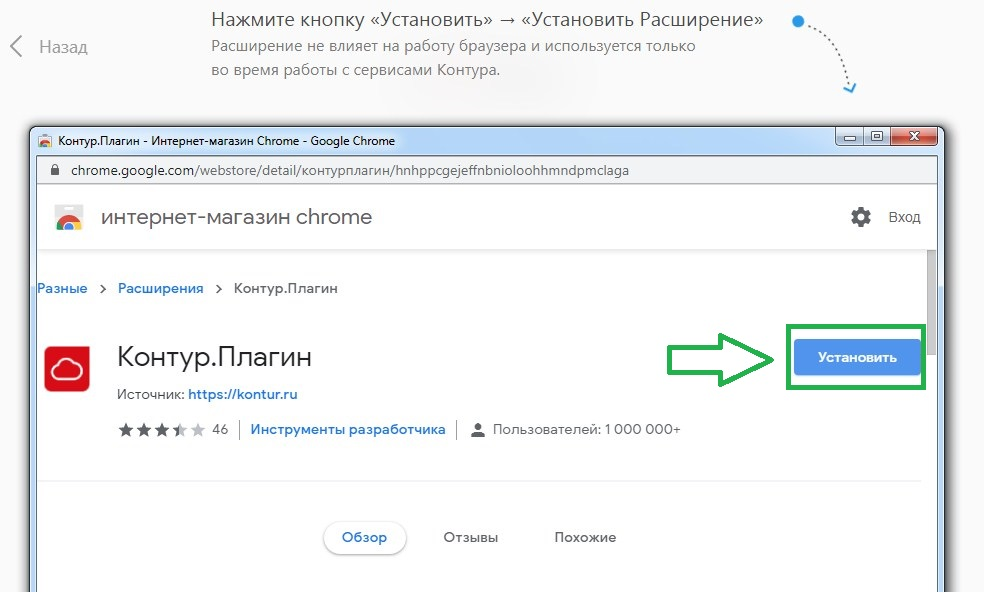 Нажмите кнопку «Установить» → «Установить Расширение»
Назад
Расширение не влияет на работу браузера и используется только
во время работы с сервисами Контура.
Контур.Плагин - Интернет-магазин Chrome - Google Chrome
chrome.google.com/webstore/detail/контурплагин/hnhppcgejeffnbnioloohhmndpmclaga
интернет-магазин chrome
Вход
Разные > Расширения > Контур.Плагин
Контур.Плагин
Установить
Источник: https://kontur.ru
46 Инструменты разработчика Пользователей: 1 000 000+
Обзор Отзывы Похожие